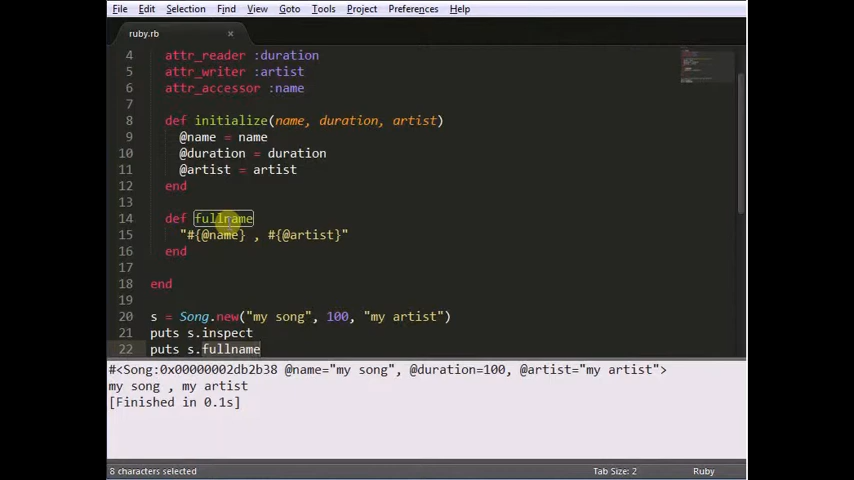 File Edit Selection Find View Goto Tools Project Preferences Help
ruby.rb ×
4 attr_reader :duration
5 attr_writer :artist
6 attr_accessor :name
7
8 def initialize(name, duration, artist)
9 @name = name
10 @duration = duration
11 @artist = artist
12 end
13
14 def fullname
15 "#{@name} , #{@artist}"
16 end
17
18 end
19
20 s = Song.new("my song", 100, "my artist")
21 puts s.inspect
22 puts s.fullname
#<Song:0x00000002db2b38 @name="my song", @duration=100, @artist="my artist">
my song , my artist
[Finished in 0.1s]
8 characters selected Tab Size: 2 Ruby